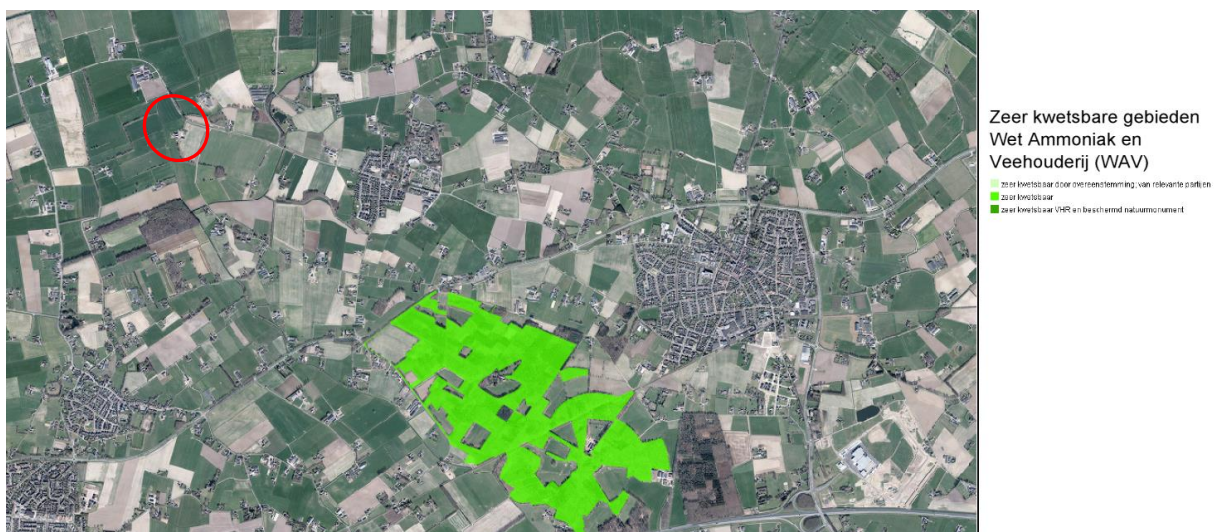 Zeer kwetsbare gebieden
Wet Ammoniak en
Veehouderij (WAV)
zeer kwetsbaar door overeenstemming; van relevante partijen
zeer kwetsbaar
zeer kwetsbaar VHR en beschermd natuurmonument